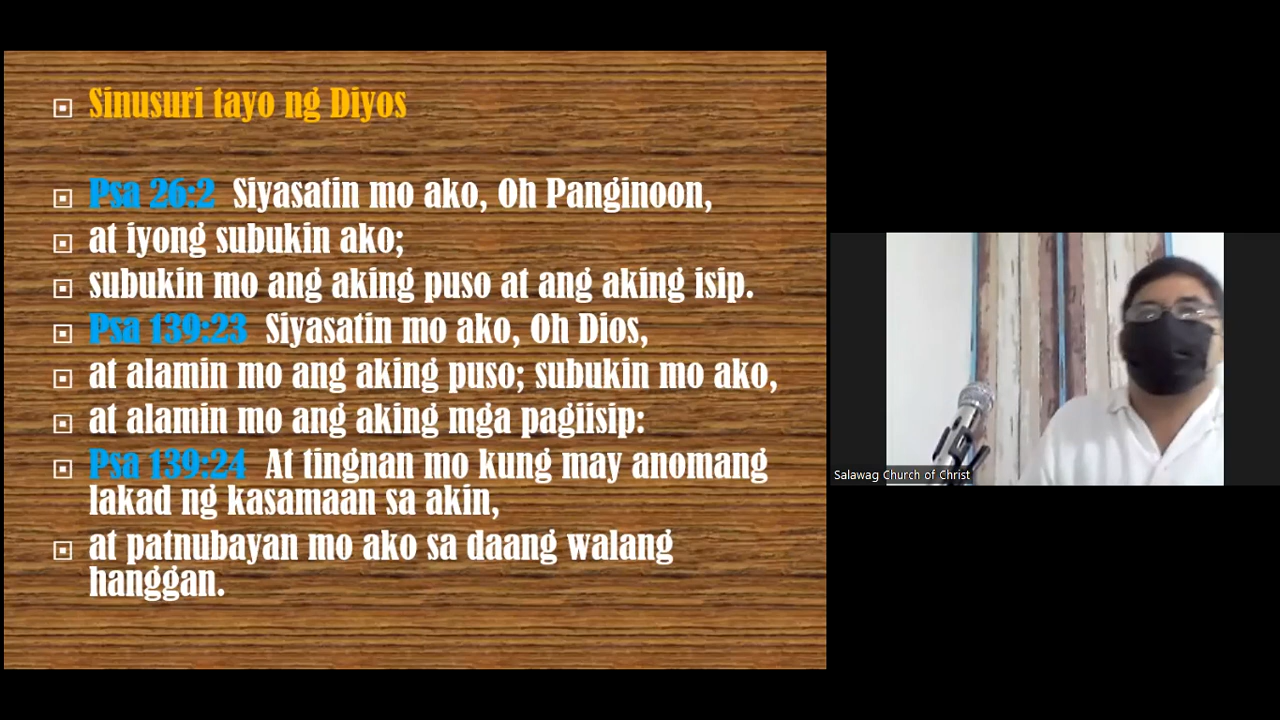 Sinusuri tayo ng Diyos
Psa 26:2 Siyasatin mo ako, Oh Panginoon,
at iyong subukin ako;
subukin mo ang aking puso at ang aking isip.
Psa 139:23 Siyasatin mo ako, Oh Dios,
at alamin mo ang aking puso; subukin mo ako,
at alamin mo ang aking mga pagiisip:
Psa 139:24 At tingnan mo kung may anomang
lakad ng kasamaan sa akin,
at patnubayan mo ako sa daang walang
hanggan.
Salawag Church of Christ